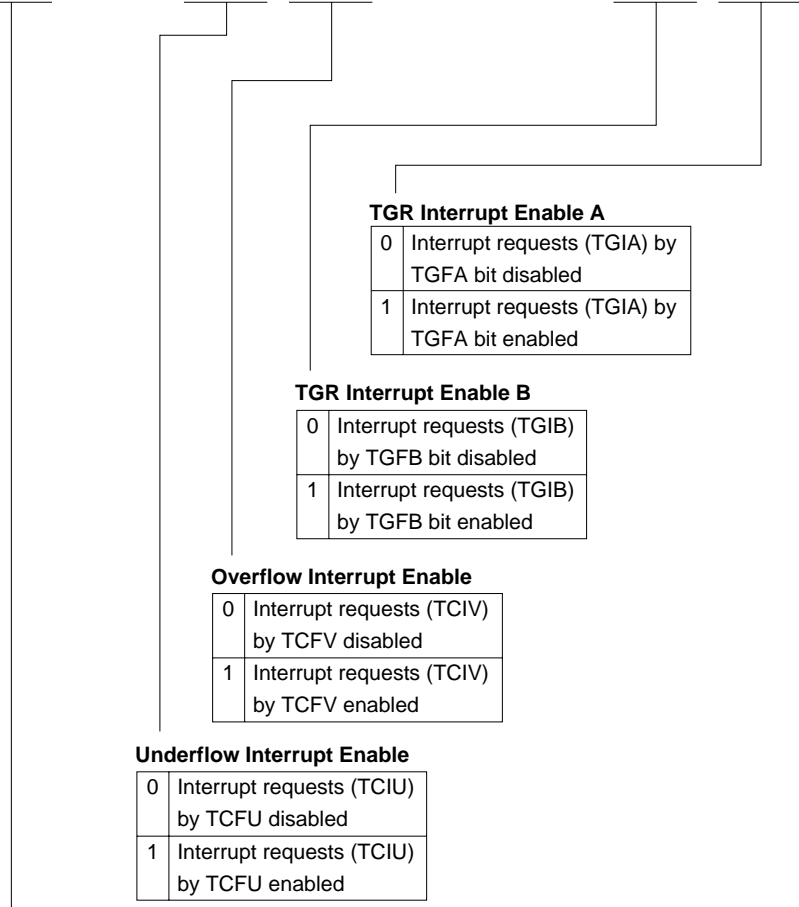 TGR Interrupt Enable A
0 Interrupt requests (TGIA) by
TGFA bit disabled
1 Interrupt requests (TGIA) by
TGFA bit enabled
TGR Interrupt Enable B
0 Interrupt requests (TGIB)
by TGFB bit disabled
1 Interrupt requests (TGIB)
by TGFB bit enabled
Overflow Interrupt Enable
0 Interrupt requests (TCIV)
by TCFV disabled
1 Interrupt requests (TCIV)
by TCFV enabled
Underflow Interrupt Enable
0 Interrupt requests (TCIU)
by TCFU disabled
1 Interrupt requests (TCIU)
by TCFU enabled